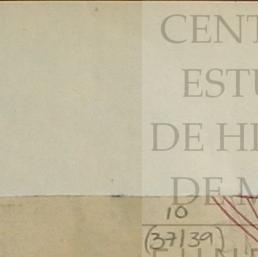 CENT
ESTU
DE HI
DE M
10
(37/39)